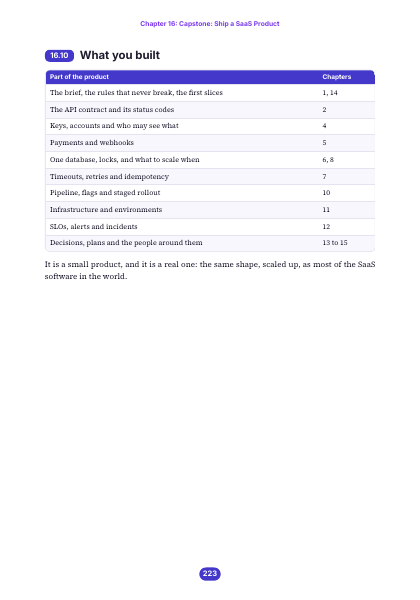 Chapter 16: Capstone: Ship a SaaS Product
16.10 What you built
Part of the product Chapters
The brief, the rules that never break, the first slices 1, 14
The API contract and its status codes 2
Keys, accounts and who may see what 4
Payments and webhooks 5
One database, locks, and what to scale when 6, 8
Timeouts, retries and idempotency 7
Pipeline, flags and staged rollout 10
Infrastructure and environments 11
SLOs, alerts and incidents 12
Decisions, plans and the people around them 13 to 15
It is a small product, and it is a real one: the same shape, scaled up, as most of the SaaS
software in the world.
223